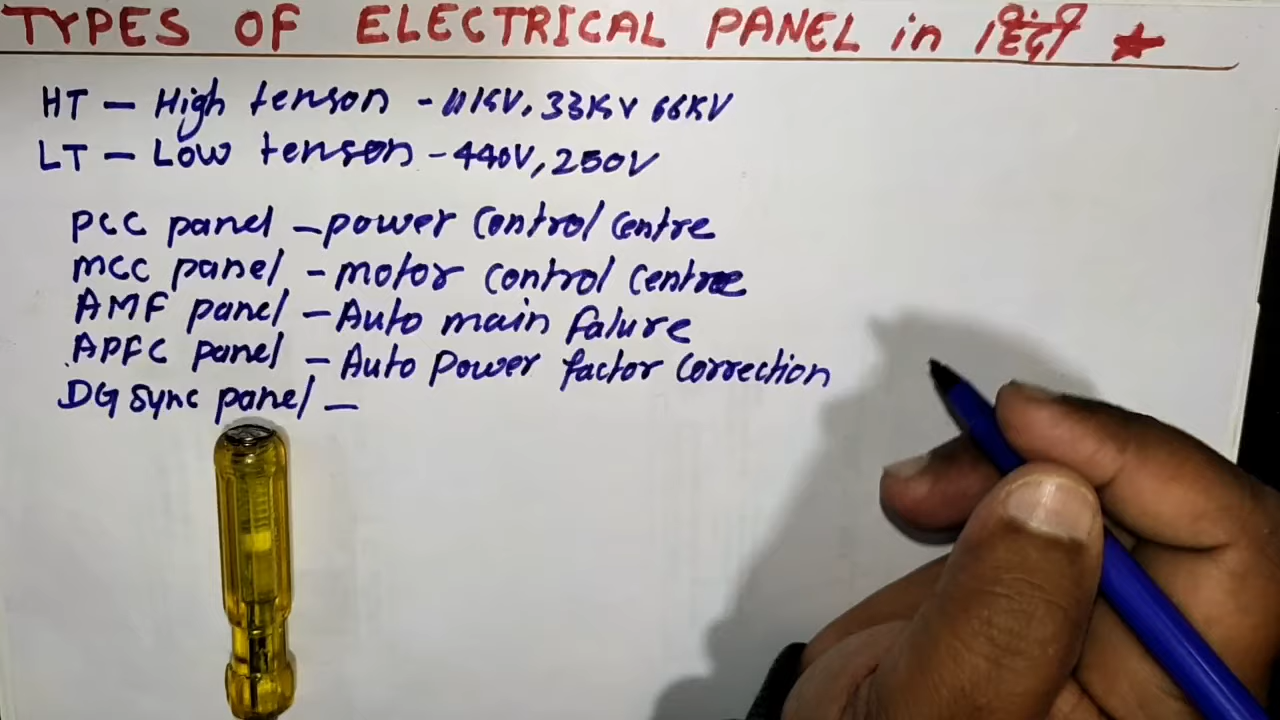 TYPES OF ELECTRICAL PANEL in हिंदी
HT - High tenson - 11KV, 33KV 66KV
LT - Low tenson - 440V, 250V
PCC panel - power control centre
MCC panel - motor control centre
AMF panel - Auto main falure
APFC panel - Auto power factor correction
DG sync panel -